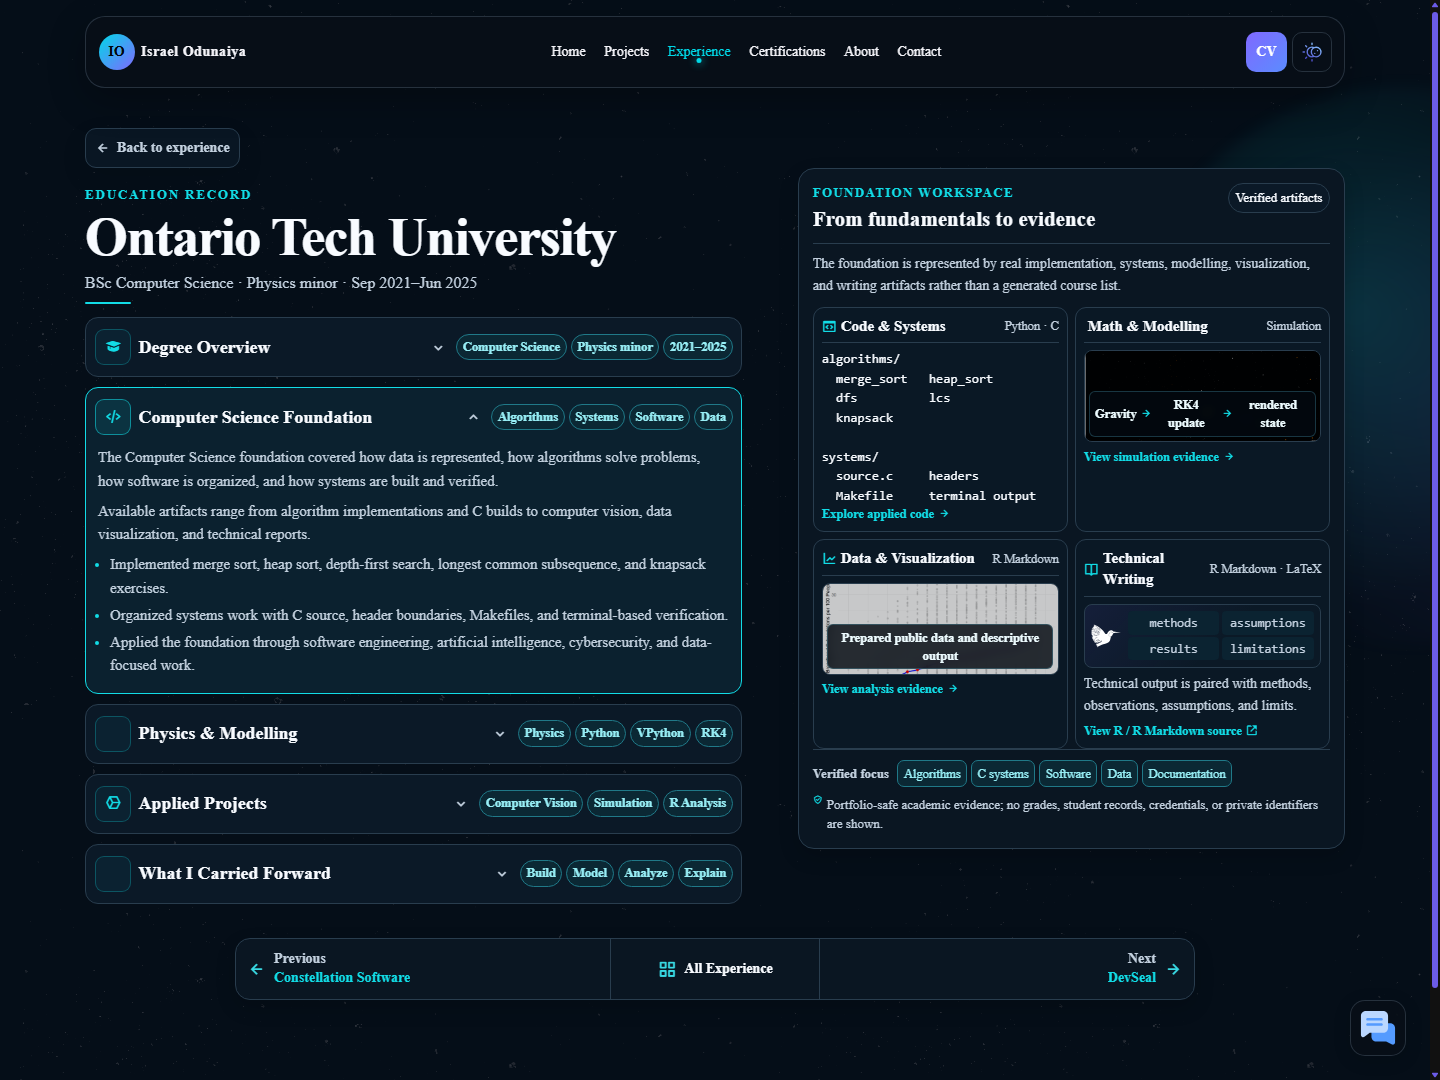 IO Israel Odunaiya
Home Projects Experience Certifications About Contact
CV
Back to experience
EDUCATION RECORD
Ontario Tech University
BSc Computer Science · Physics minor · Sep 2021–Jun 2025
Degree Overview
Computer Science Physics minor 2021–2025
Computer Science Foundation
Algorithms Systems Software Data
The Computer Science foundation covered how data is represented, how algorithms solve problems,
how software is organized, and how systems are built and verified.
Available artifacts range from algorithm implementations and C builds to computer vision, data
visualization, and technical reports.
• Implemented merge sort, heap sort, depth-first search, longest common subsequence, and knapsack
exercises.
• Organized systems work with C source, header boundaries, Makefiles, and terminal-based verification.
• Applied the foundation through software engineering, artificial intelligence, cybersecurity, and data-
focused work.
Physics & Modelling
Physics Python VPython RK4
Applied Projects
Computer Vision Simulation R Analysis
What I Carried Forward
Build Model Analyze Explain
FOUNDATION WORKSPACE
From fundamentals to evidence
Verified artifacts
The foundation is represented by real implementation, systems, modelling, visualization,
and writing artifacts rather than a generated course list.
Code & Systems Python · C
algorithms/
merge_sort heap_sort
dfs lcs
knapsack
systems/
source.c headers
Makefile terminal output
Explore applied code
Math & Modelling Simulation
Gravity → RK4 update → rendered state
View simulation evidence
Data & Visualization R Markdown
Prepared public data and descriptive
output
View analysis evidence
Technical
Writing
R Markdown · LaTeX
methods assumptions
results limitations
Technical output is paired with methods,
observations, assumptions, and limits.
View R / R Markdown source
Verified focus Algorithms C systems Software Data Documentation
Portfolio-safe academic evidence; no grades, student records, credentials, or private identifiers
are shown.
Previous
Constellation Software
All Experience
Next
DevSeal